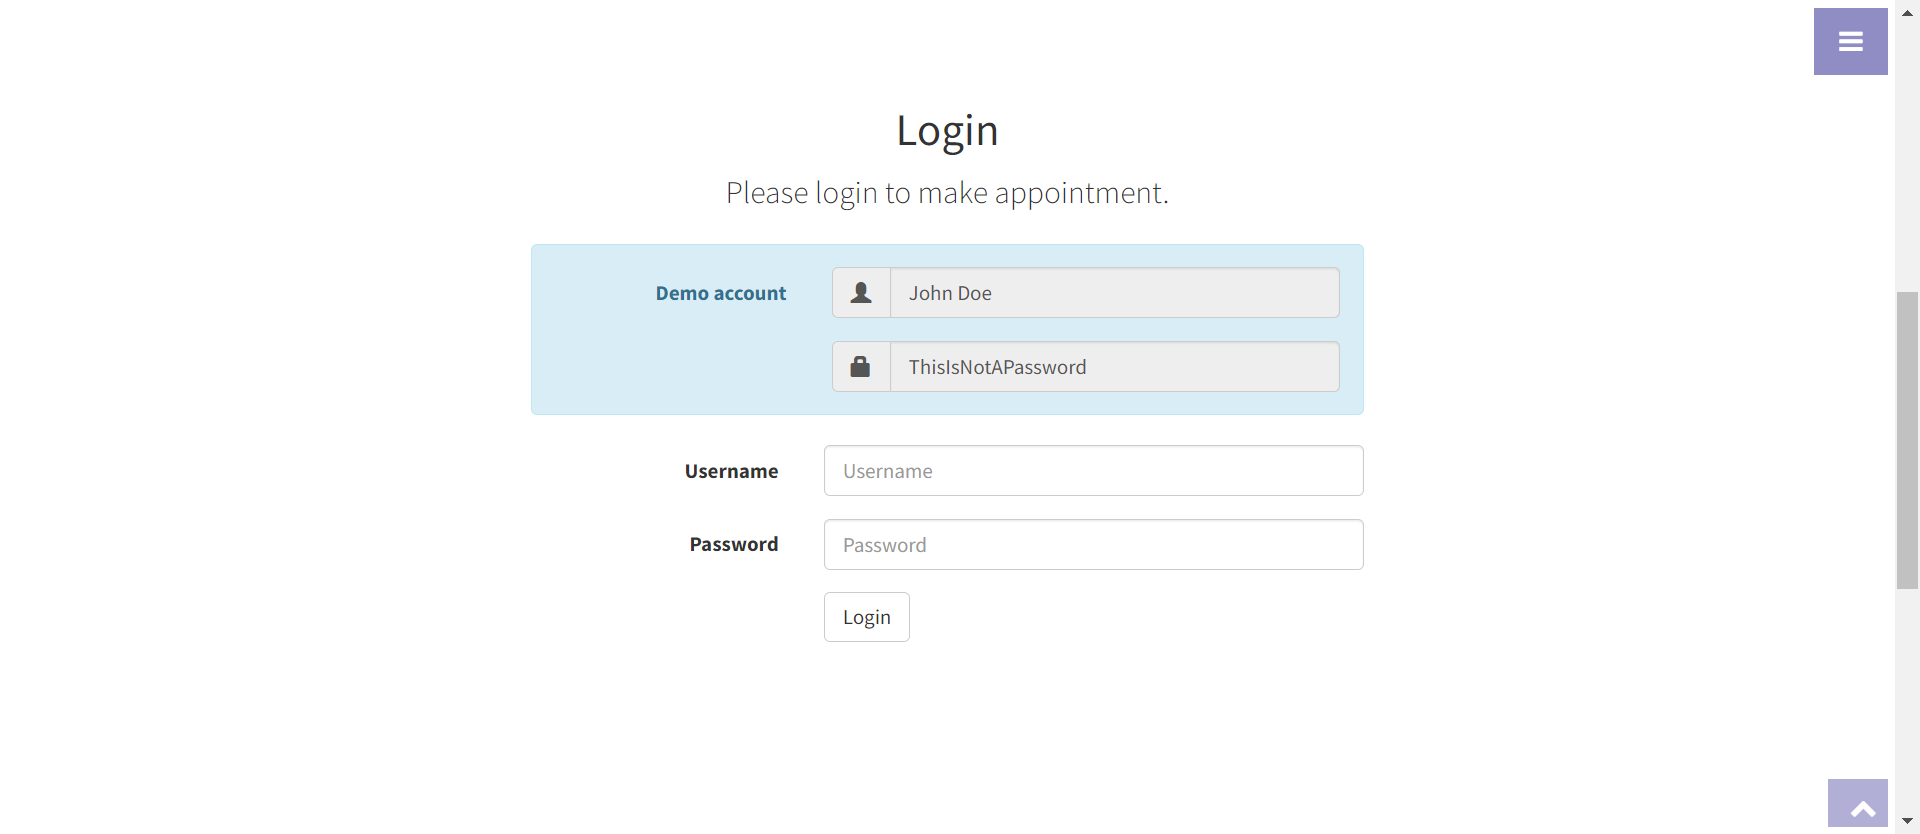 Login
Please login to make appointment.
Demo account
John Doe
ThisIsNotAPassword
Username
Username
Password
Password
Login